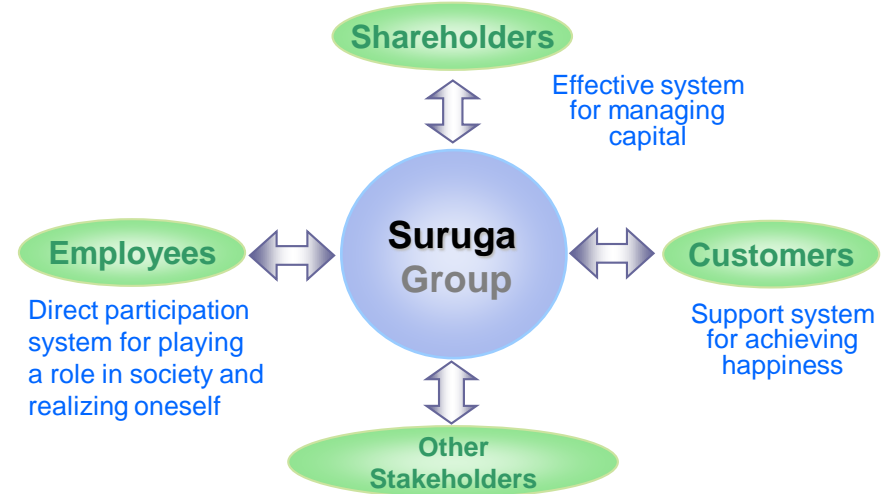 Shareholders
Effective system
for managing
capital
Suruga
Group
Employees
Customers
Direct participation
system for playing
a role in society and
realizing oneself
Support system
for achieving
happiness
Other
Stakeholders